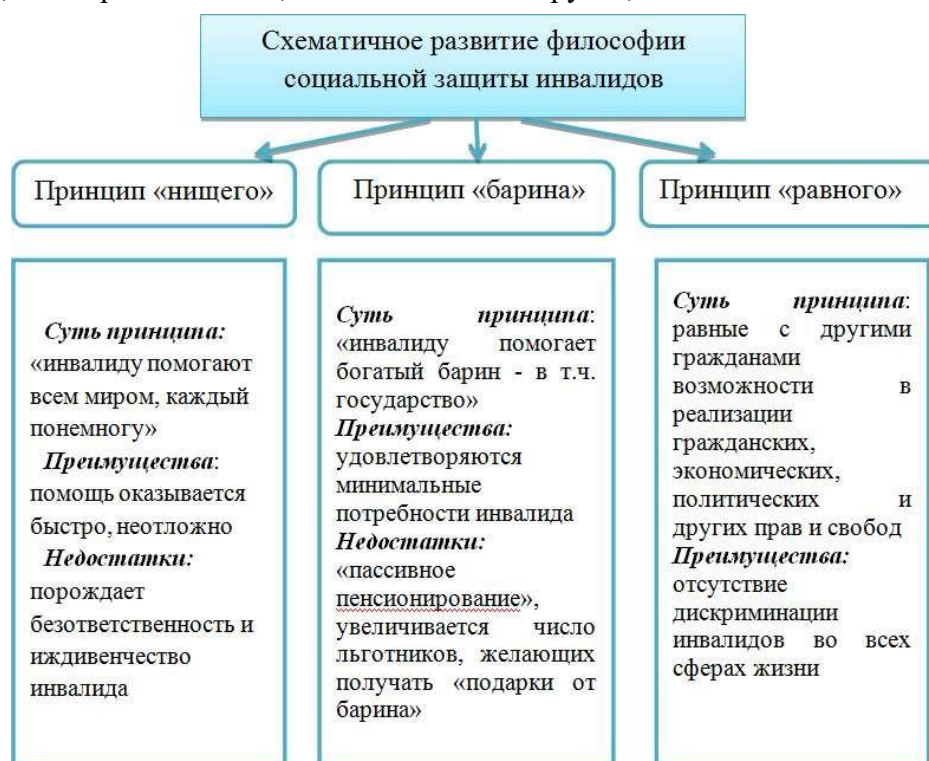 Схематичное развитие философии
социальной защиты инвалидов
Принцип «нищего»
Принцип «барина»
Принцип «равного»
Суть принципа:
«инвалиду помогают
всем миром, каждый
понемногу»
Преимущества:
помощь оказывается
быстро, неотложно
Недостатки:
порождает
безответственность и
иждивенчество
инвалида
Суть принципа:
«инвалиду помогает
богатый барин - в т.ч.
государство»
Преимущества:
удовлетворяются
минимальные
потребности инвалида
Недостатки:
«пассивное
пенсионирование»,
увеличивается число
льготников, желающих
получать «подарки от
барина»
Суть принципа:
равные с другими
гражданами
возможности в
реализации
гражданских,
экономических,
политических и
других прав и свобод
Преимущества:
отсутствие
дискриминации
инвалидов во всех
сферах жизни